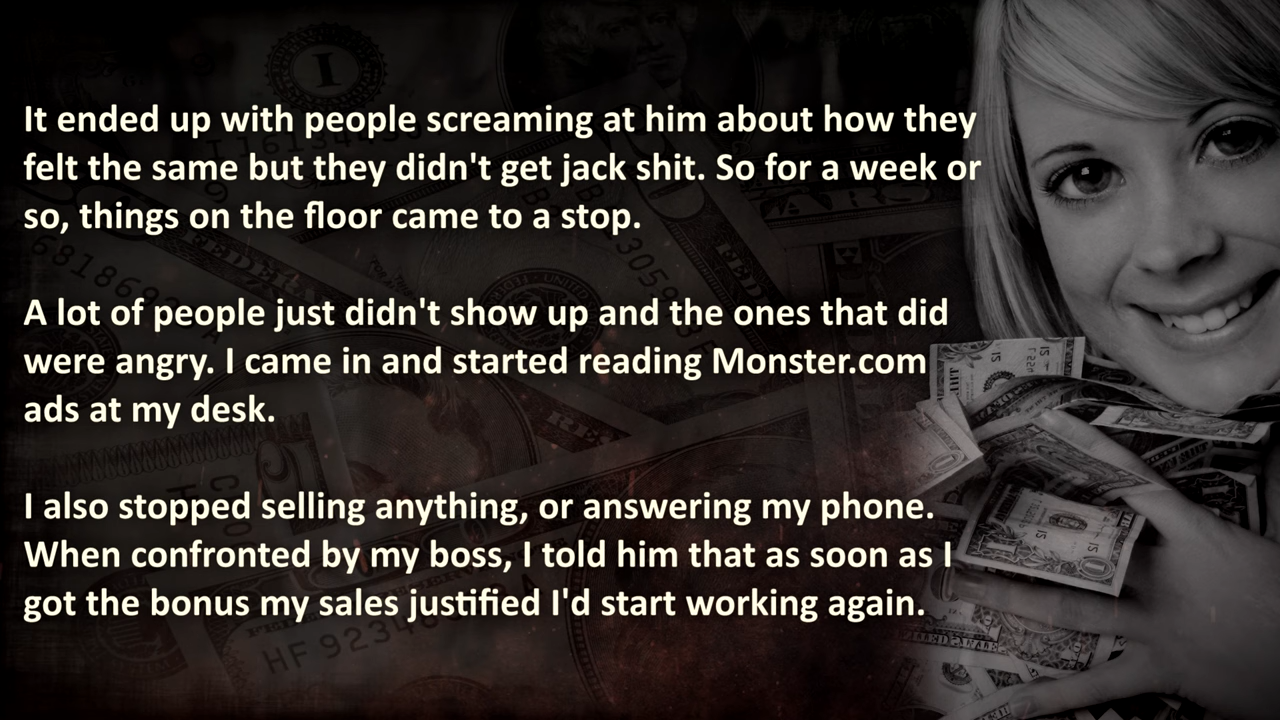 It ended up with people screaming at him about how they
felt the same but they didn't get jack shit. So for a week or
so, things on the floor came to a stop.
A lot of people just didn't show up and the ones that did
were angry. I came in and started reading Monster.com
ads at my desk.
I also stopped selling anything, or answering my phone.
When confronted by my boss, I told him that as soon as I
got the bonus my sales justified I'd start working again.